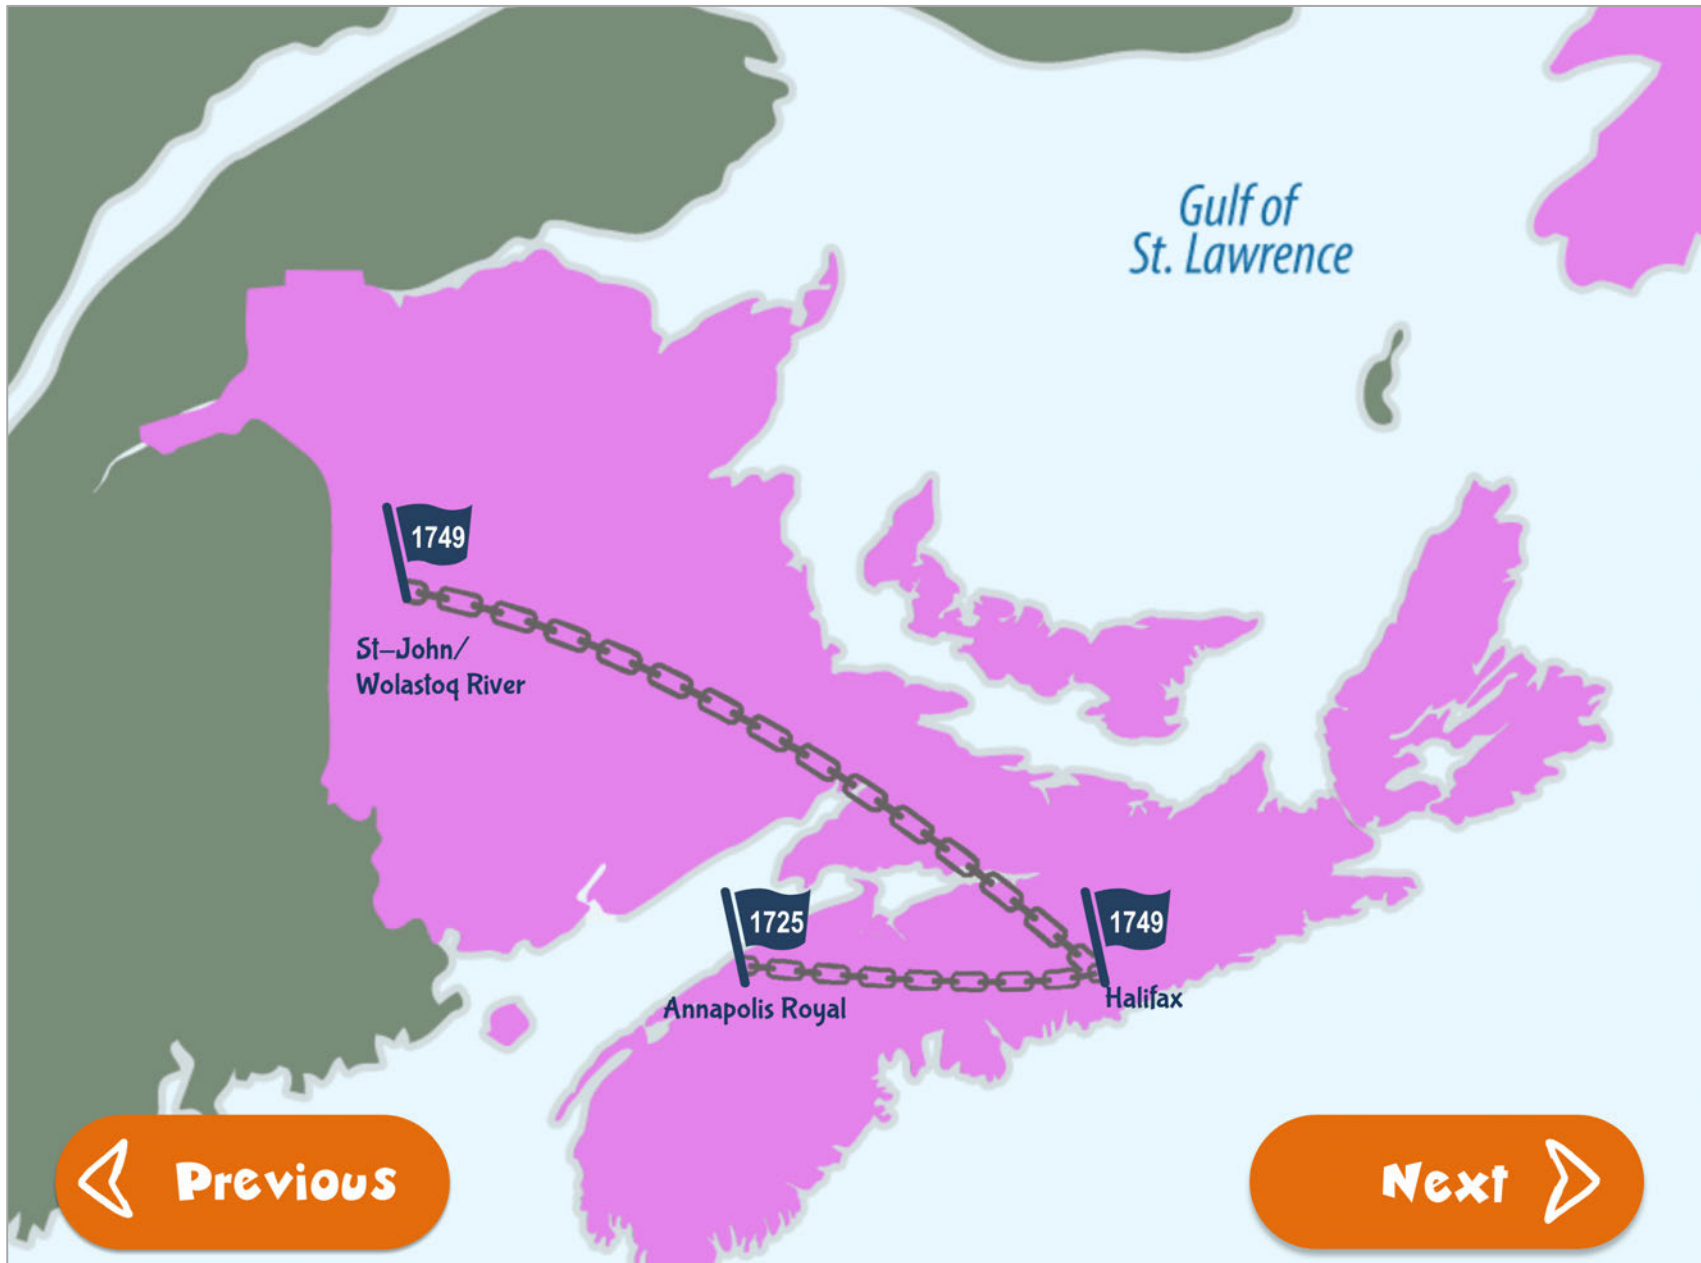 Gulf of
St. Lawrence
1749
St-John/
Wolastoq River
1725
Annapolis Royal
1749
Halifax
Previous
Next